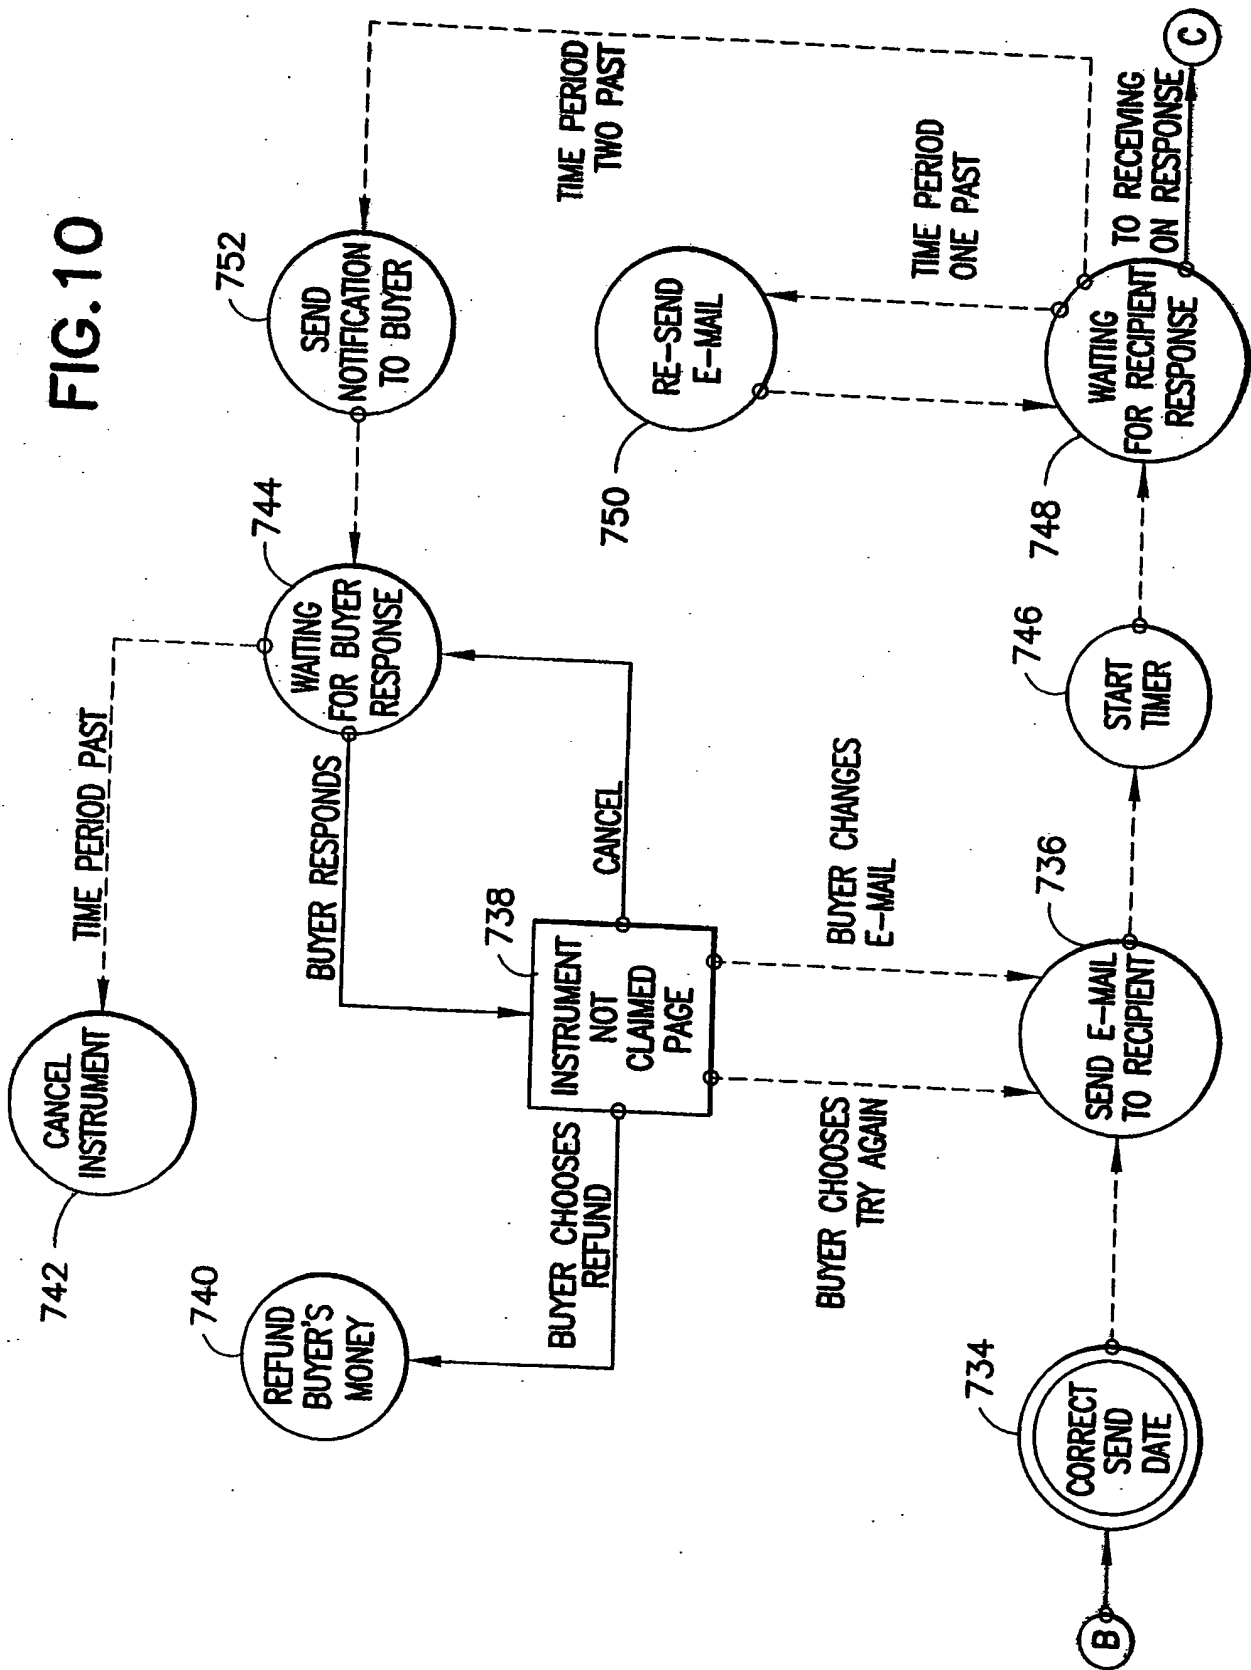 FIG.10
742
CANCEL
INSTRUMENT
TIME PERIOD PAST
740
REFUND
BUYER'S
MONEY
BUYER RESPONDS
744
WAITING
FOR BUYER
RESPONSE
752
SEND
NOTIFICATION
TO BUYER
TIME PERIOD
TWO PAST
BUYER CHOOSES
REFUND
738
INSTRUMENT
NOT
CLAIMED
PAGE
CANCEL
750
RE-SEND
E-MAIL
TIME PERIOD
ONE PAST
BUYER CHOOSES
TRY AGAIN
BUYER CHANGES
E-MAIL
B
734
CORRECT
SEND
DATE
736
SEND E-MAIL
TO RECIPIENT
746
START
TIMER
748
WAITING
FOR RECIPIENT
RESPONSE
TO RECEIVING
ON RESPONSE
C